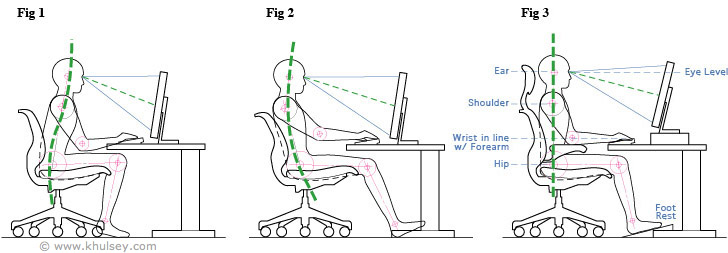 Fig 1
Fig 2
Fig 3
Ear
Eye Level
Shoulder
Wrist in line
w/ Forearm
Hip
Foot
Rest
© www.khulsey.com